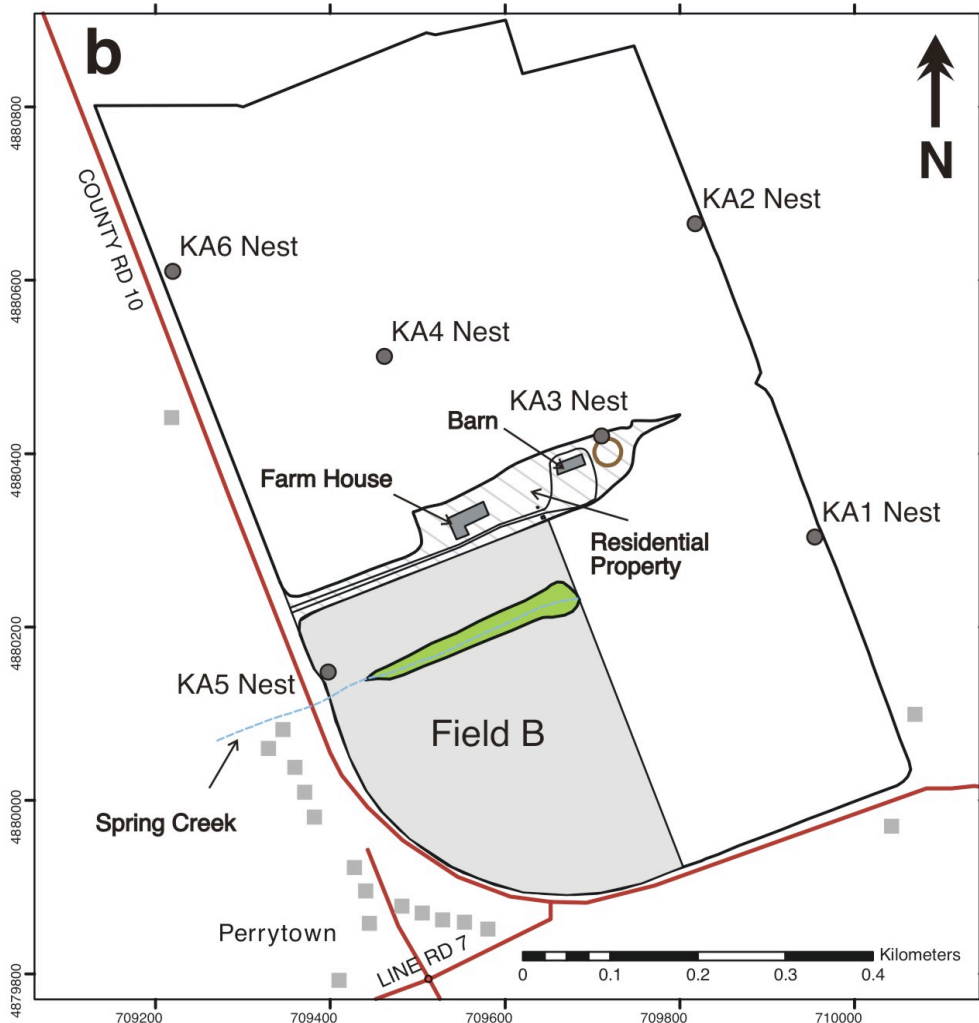 b
N
4880800
4880600
4880400
4880200
4880000
4879800
COUNTY RD 10
KA2 Nest
KA6 Nest
KA4 Nest
KA3 Nest
Barn
Farm House
KA1 Nest
Residential
Property
KA5 Nest
Field B
Spring Creek
Perrytown
LINE RD 7
Kilometers
0 0.1 0.2 0.3 0.4
709200 709400 709600 709800 710000